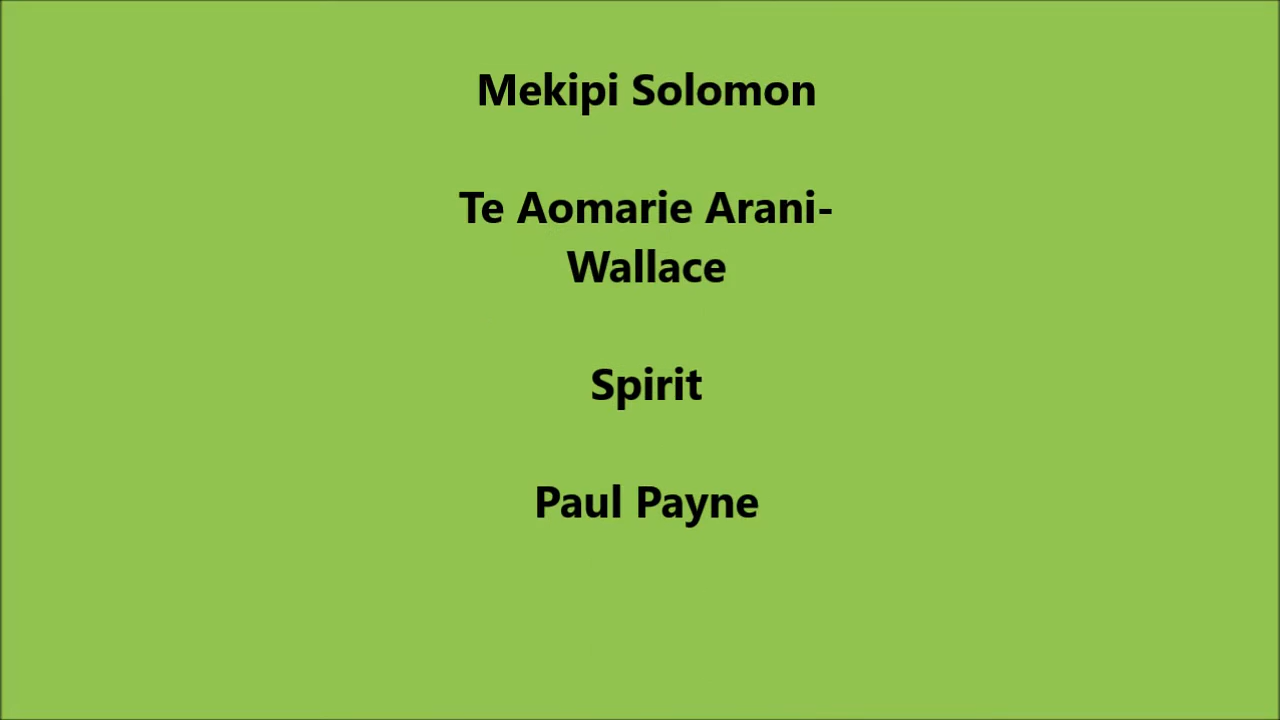 Mekipi Solomon
Te Aomarie Arani-
Wallace
Spirit
Paul Payne